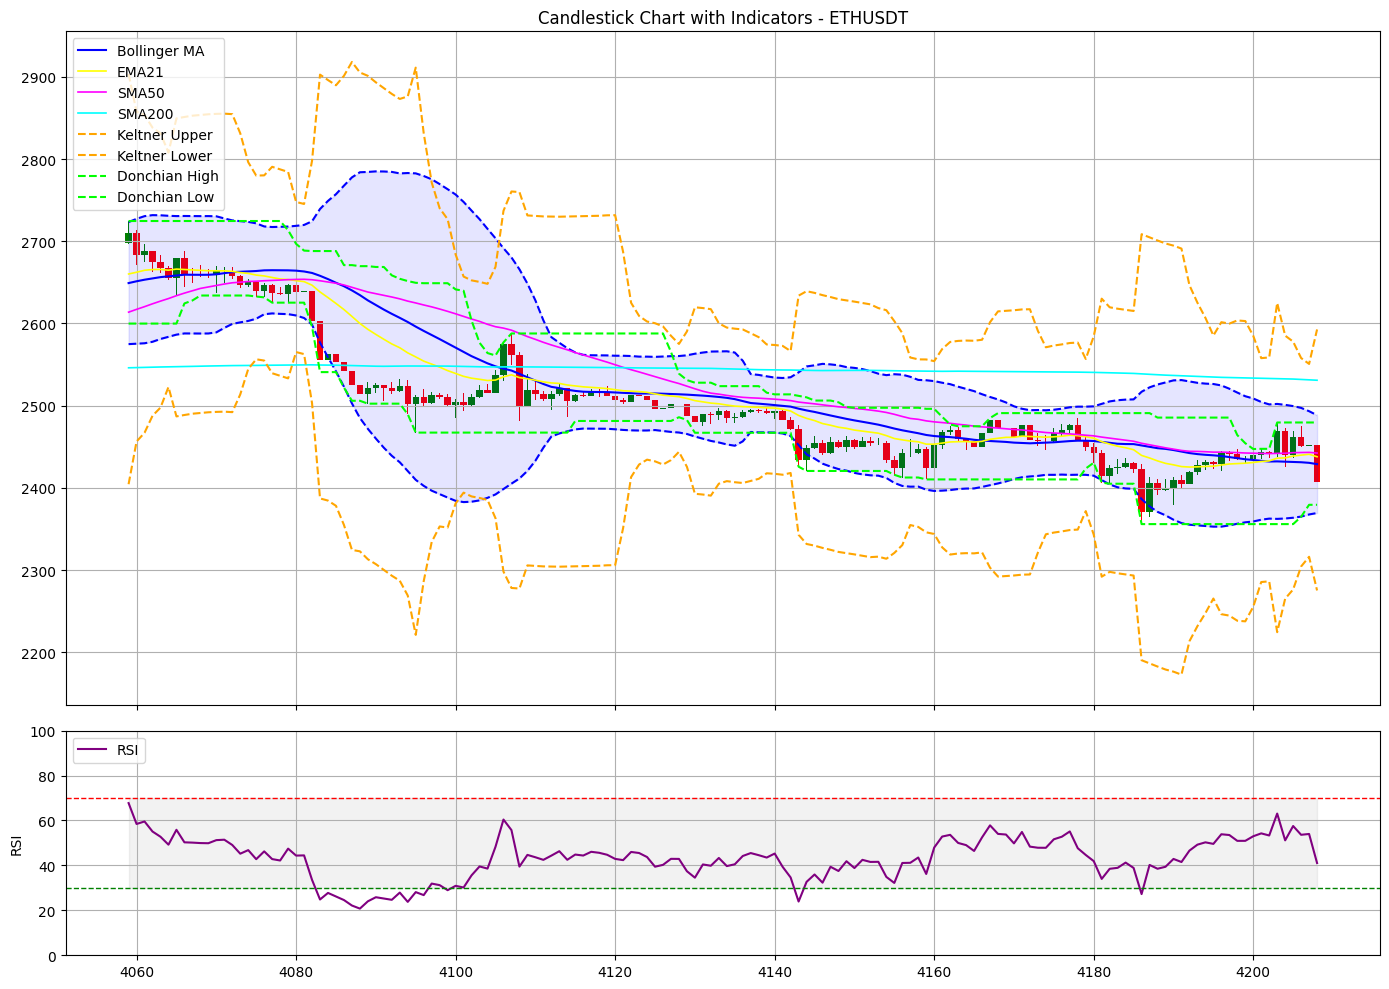 Candlestick Chart with Indicators - ETHUSDT
Bollinger MA
EMA21
SMA50
SMA200
Keltner Upper
Keltner Lower
Donchian High
Donchian Low
2900
2800
2700
2600
2500
2400
2300
2200
RSI
100
80
60
40
20
0
RSI
4060
4080
4100
4120
4140
4160
4180
4200